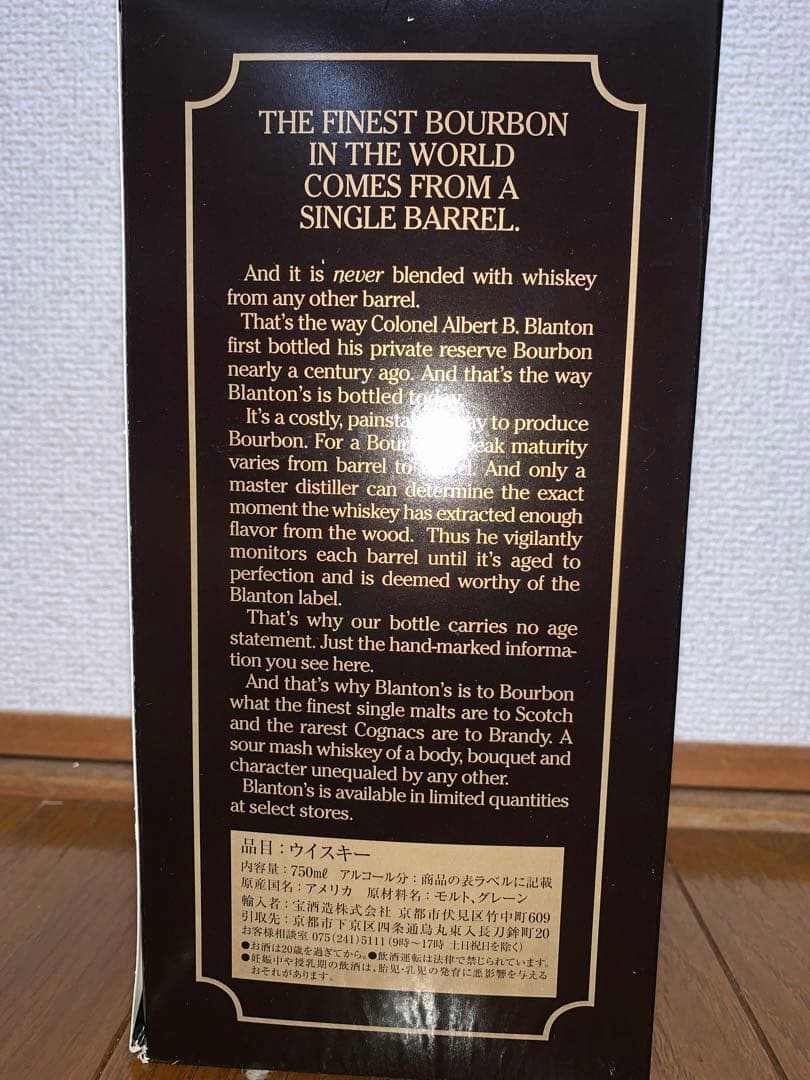 THE FINEST BOURBON
IN THE WORLD
COMES FROM A
SINGLE BARREL.
And it is never blended with whiskey
from any other barrel.
That's the way Colonel Albert B. Blanton
first bottled his private reserve Bourbon
nearly a century ago. And that's the way
Blanton's is bottled today.
It's a costly, to produce
Bourbon. For a maturity
varies from barrel to And only a
master distiller can determine the exact
moment the whiskey has extracted enough
flavor from the wood. Thus he vigilantly
monitors each barrel until it's aged to
perfection and is deemed worthy of the
Blanton label.
That's why our bottle carries no age
statement. Just the hand-marked informa-
tion you see here.
And that's why Blanton's is to Bourbon
what the finest single malts are to Scotch
and the rarest Cognacs are to Brandy. A
sour mash whiskey of a body, bouquet and
character unequaled by any other.
Blanton's is available in limited quantities
at select stores.
品目：ウイスキー
内容量：750mℓ アルコール分：商品の表ラベルに記載
原産国名：アメリカ 原材料名：モルト、グレーン
輸入者：宝酒造株式会社 京都市伏見区竹中町609
引取先：京都市下京区四条通烏丸東入長刀鉾町20
お客様相談室 075(241)5111(9時〜17時 土日祝日を除く)
●お酒は20歳を過ぎてから。●飲酒運転は法律で禁じられています。
●妊娠中や授乳期の飲酒は、胎児・乳児の発育に悪影響を与える
おそれがあります。